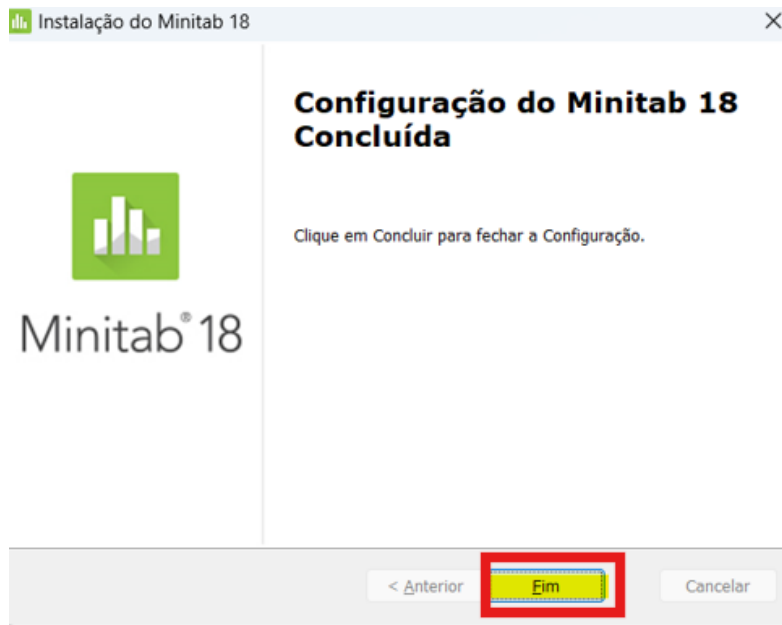 Instalação do Minitab 18
Configuração do Minitab 18
Concluída
Clique em Concluir para fechar a Configuração.
Minitab® 18
< Anterior
Fim
Cancelar